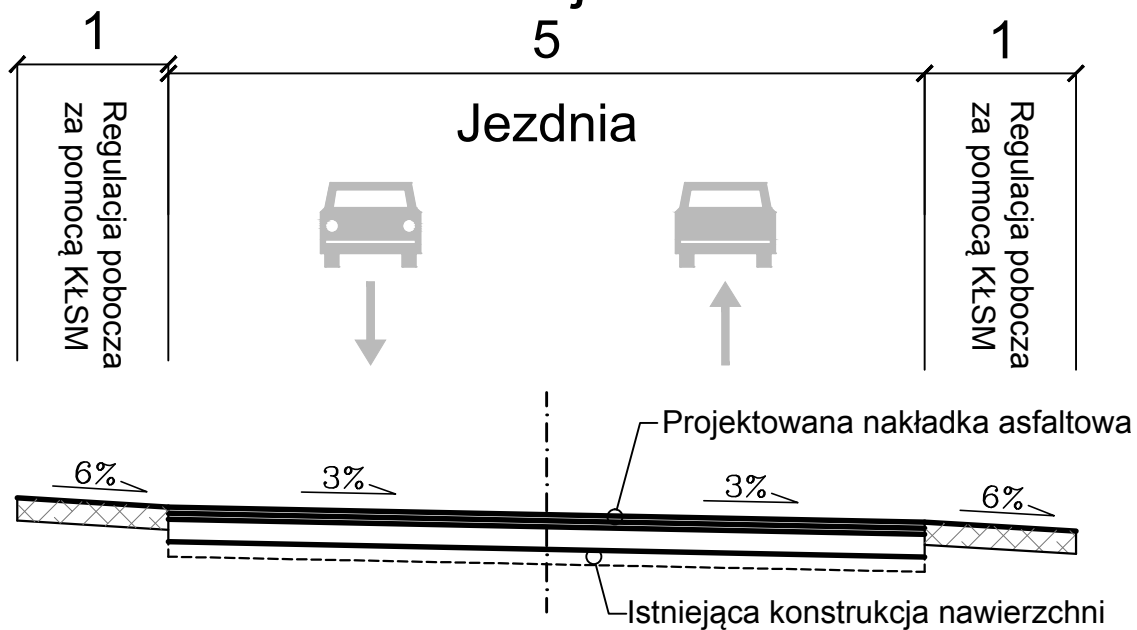 1
5
1
Regulacja pobocza
za pomocą KŁSM
Jezdnia
Regulacja pobocza
za pomocą KŁSM
Projektowana nakładka asfaltowa
6%
3%
3%
6%
Istniejąca konstrukcja nawierzchni